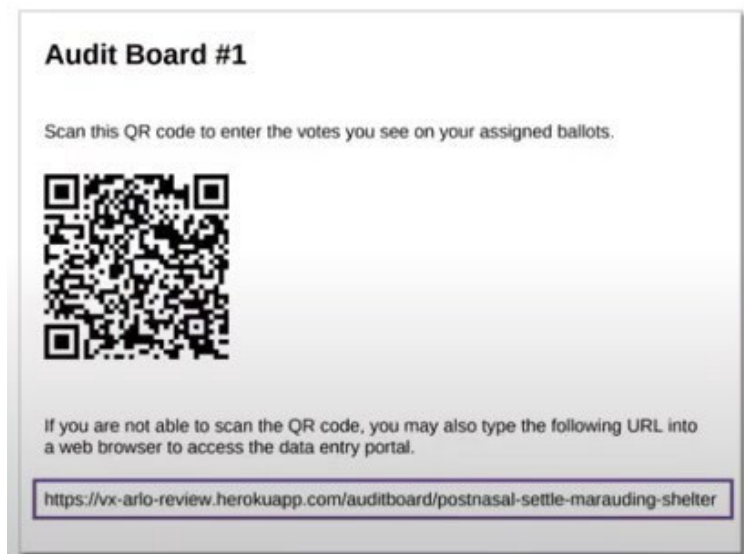 Audit Board #1
Scan this QR code to enter the votes you see on your assigned ballots.
If you are not able to scan the QR code, you may also type the following URL into
a web browser to access the data entry portal.
https://vx-arlo-review.herokuapp.com/auditboard/postnasal-settle-marauding-shelter